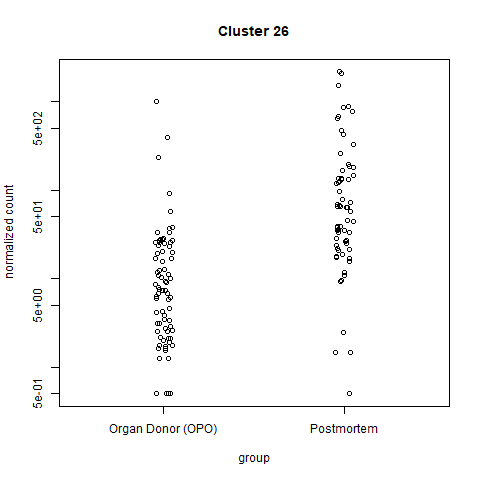 Cluster 26
normalized count
5e+02
5e+01
5e+00
5e-01
Organ Donor (OPO)
Postmortem
group